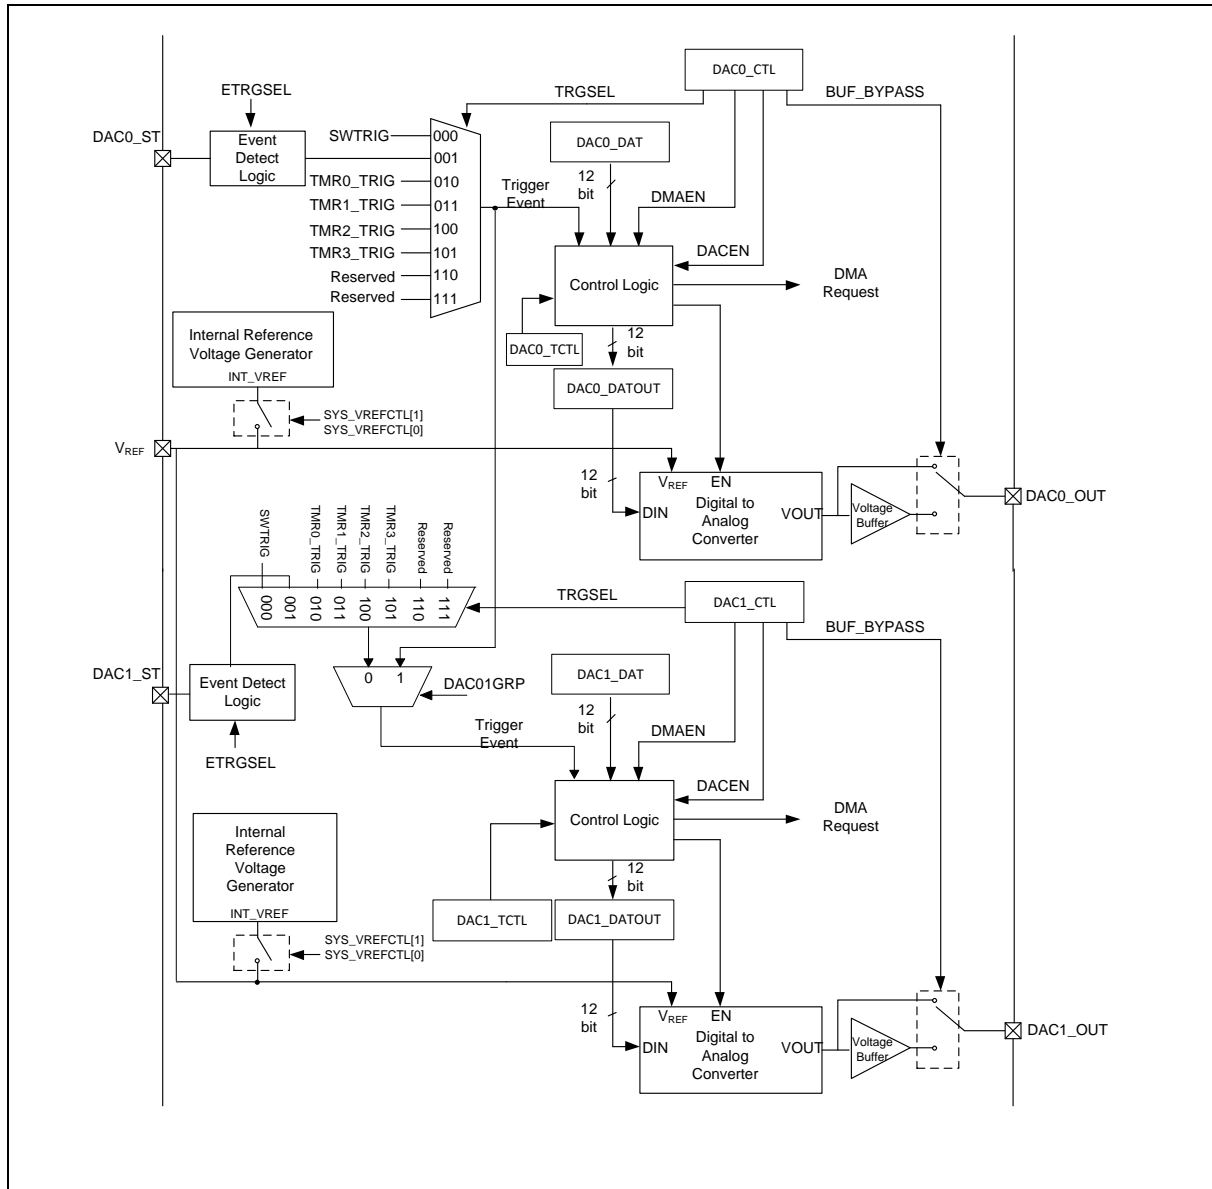 DAC0_CTL
ETRGSEL
TRGSEL
BUF_BYPASS
DAC0_ST
Event
Detect
Logic
SWTRIG
000
001
TMR0_TRIG
010
TMR1_TRIG
011
TMR2_TRIG
100
TMR3_TRIG
101
Reserved
110
Reserved
111
DAC0_DAT
12
bit
Trigger
Event
DMAEN
DACEN
Control Logic
DMA
Request
DAC0_TCTL
12
bit
DAC0_DATOUT
Internal Reference
Voltage Generator
INT_VREF
SYS_VREFCTL[1]
SYS_VREFCTL[0]
VREF
12
bit
VREF
EN
DIN
Digital to
Analog
Converter
VOUT
Voltage
Buffer
DAC0_OUT
SWTRIG
TMR0_TRIG
TMR1_TRIG
TMR2_TRIG
TMR3_TRIG
Reserved
Reserved
000
001
010
011
100
101
110
111
TRGSEL
DAC1_CTL
BUF_BYPASS
DAC1_ST
Event Detect
Logic
ETRGSEL
0
1
DAC01GRP
DAC1_DAT
12
bit
Trigger
Event
DMAEN
DACEN
Control Logic
DMA
Request
DAC1_TCTL
12
bit
DAC1_DATOUT
Internal
Reference
Voltage
Generator
INT_VREF
SYS_VREFCTL[1]
SYS_VREFCTL[0]
12
bit
VREF
EN
DIN
Digital to
Analog
Converter
VOUT
Voltage
Buffer
DAC1_OUT